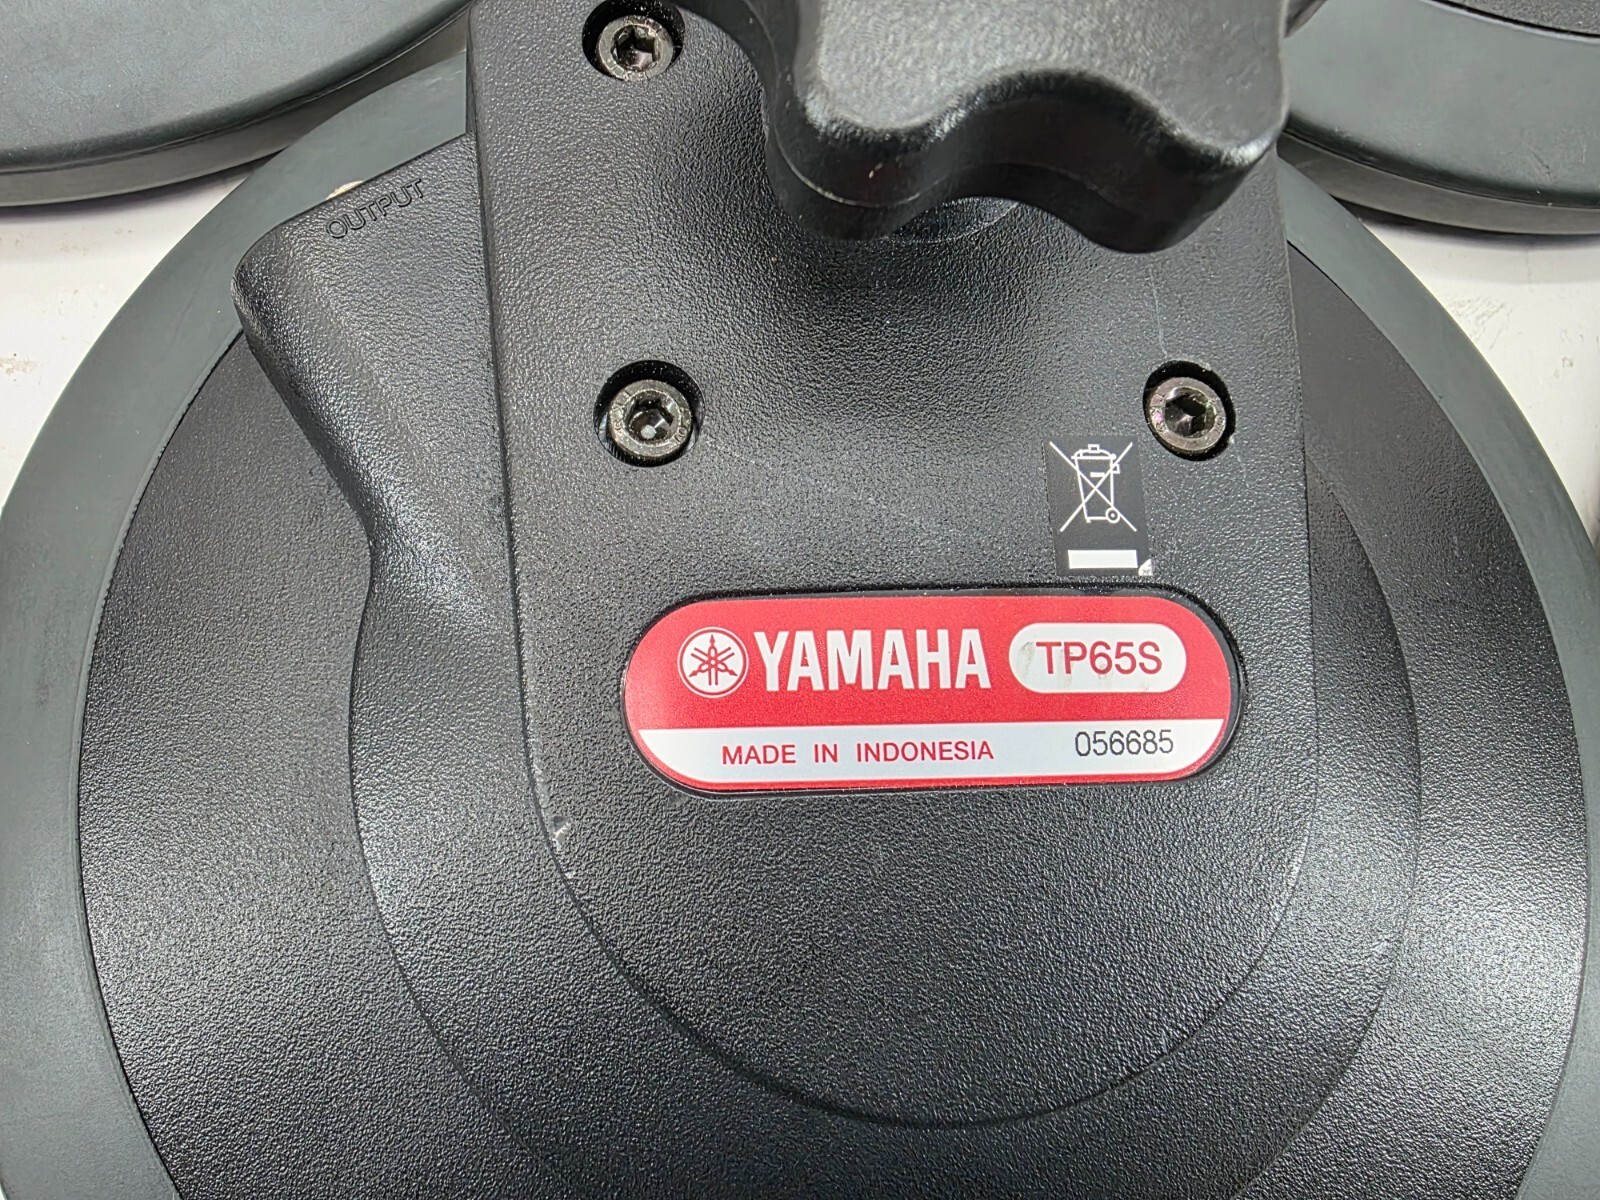 OUTPUT
YAMAHA TP65S
MADE IN INDONESIA 056685